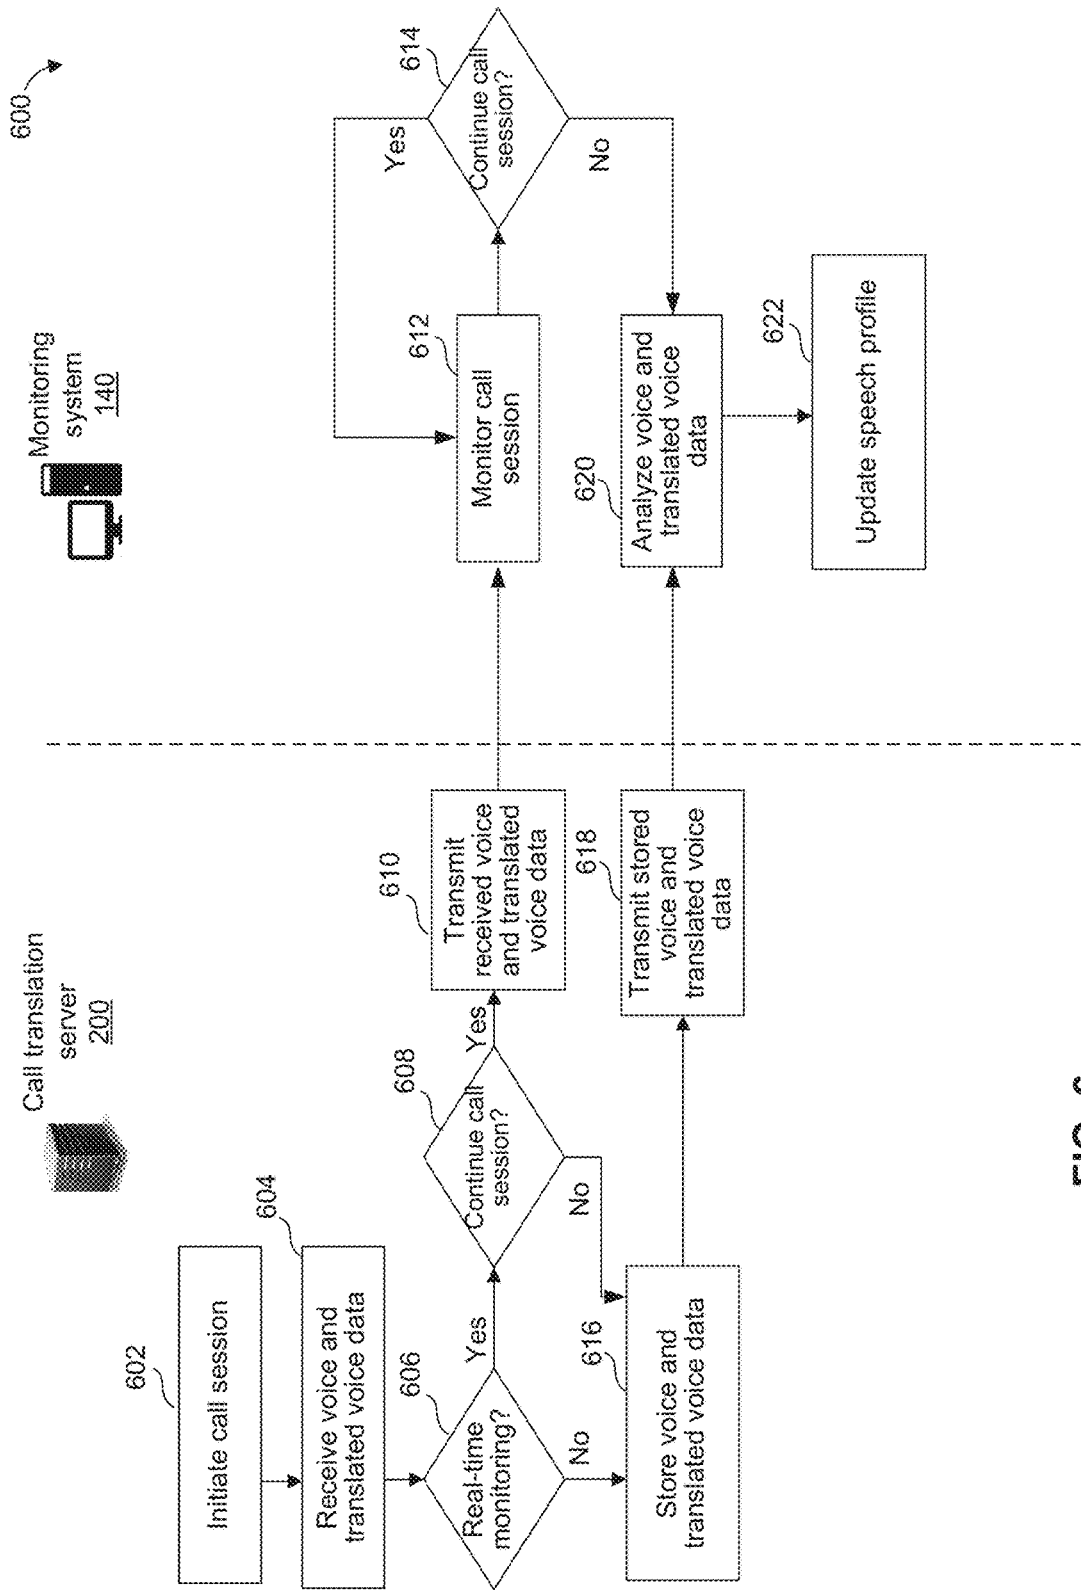 600
Call translation
server
200
Monitoring
system
140
602
Initiate call session
604
Receive voice and
translated voice data
606
Real-time
monitoring?
Yes
No
608
Continue call
session?
Yes
No
610
Transmit
received voice
and translated
voice data
612
Monitor call
session
614
Continue call
session?
Yes
No
616
Store voice and
translated voice data
618
Transmit stored
voice and
translated voice
data
620
Analyze voice and
translated voice
data
622
Update speech profile